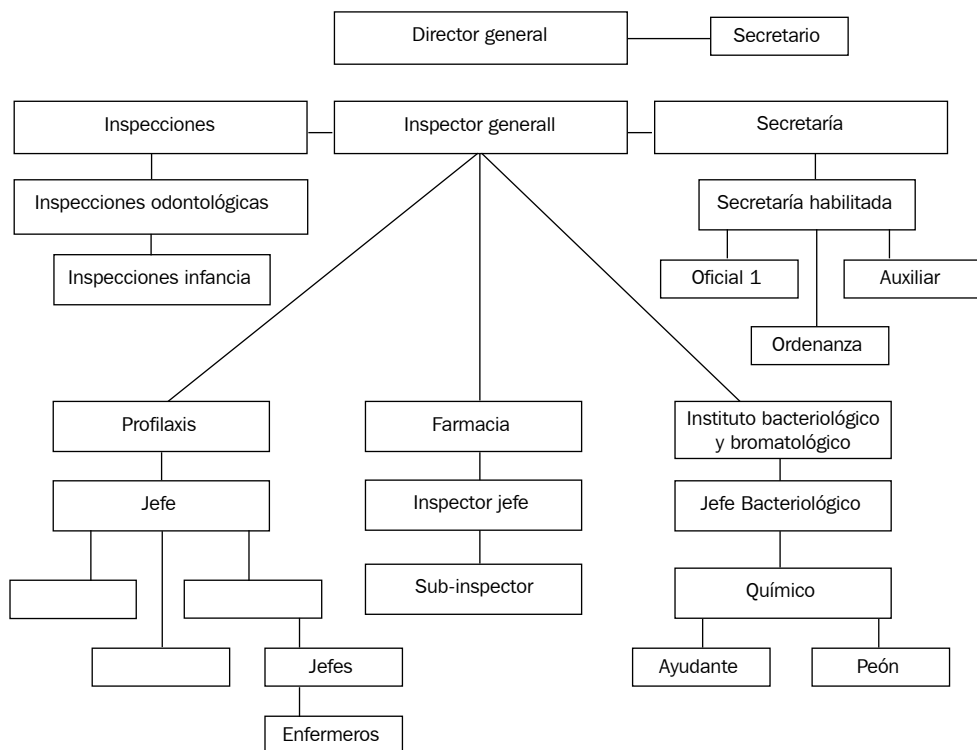 Director general
Secretario
Inspecciones
Inspector generall
Secretaría
Inspecciones odontológicas
Secretaría habilitada
Inspecciones infancia
Oficial 1
Auxiliar
Ordenanza
Profilaxis
Farmacia
Instituto bacteriológico
y bromatológico
Jefe
Inspector jefe
Jefe Bacteriológico
Sub-inspector
Químico
Jefes
Ayudante
Peón
Enfermeros